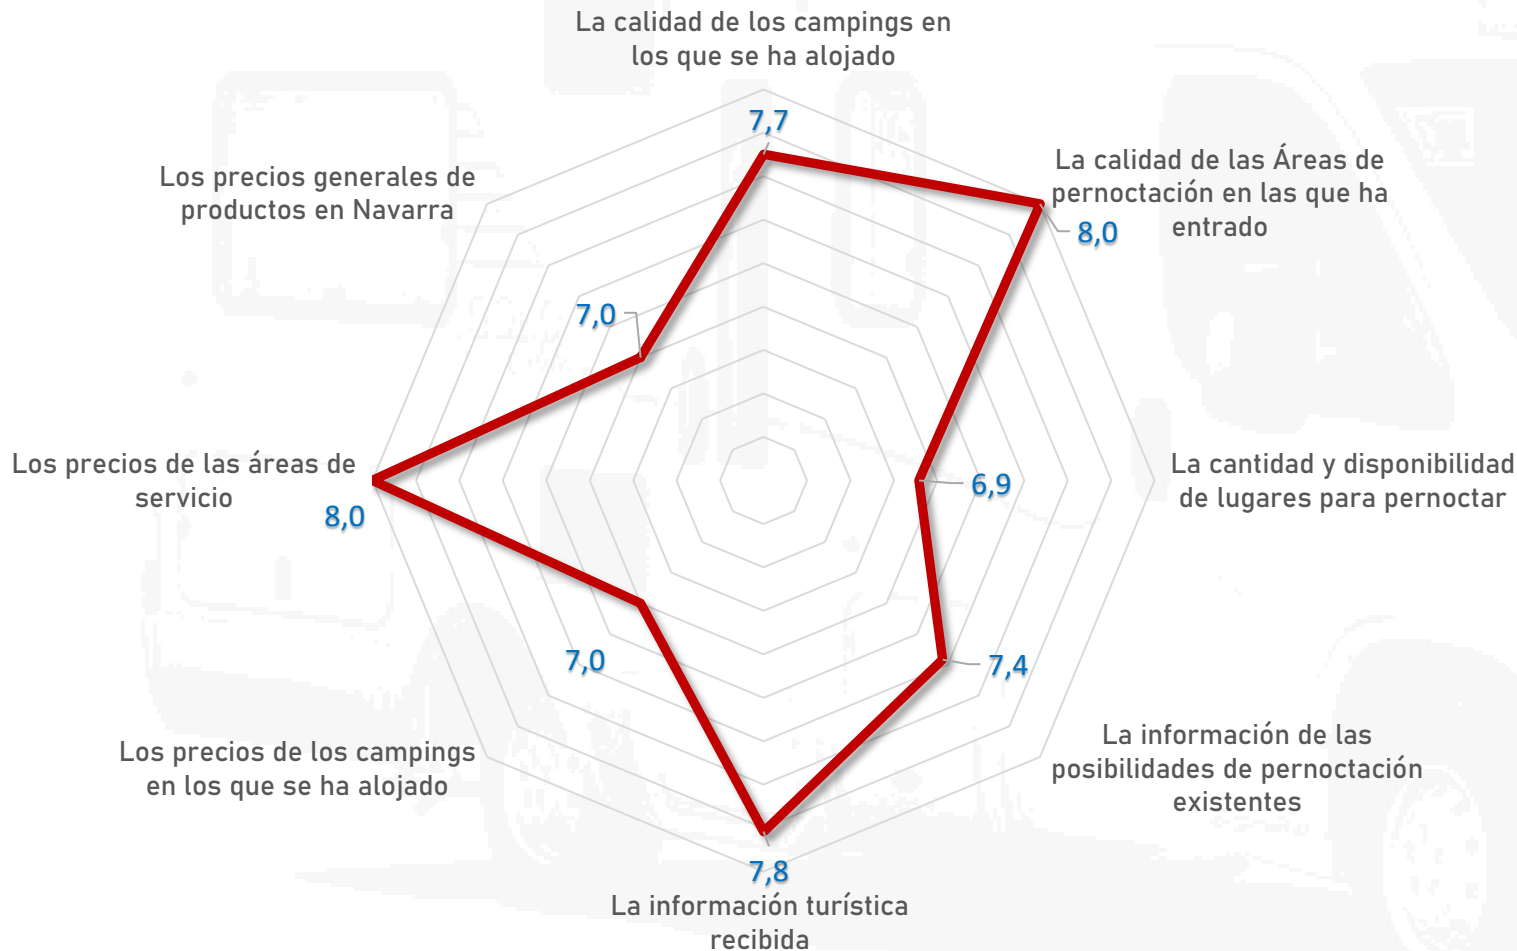 La calidad de los campings en
los que se ha alojado
7,7
La calidad de las Áreas de
pernoctación en las que ha
entrado
8,0
La cantidad y disponibilidad
de lugares para pernoctar
6,9
La información de las
posibilidades de pernoctación
existentes
7,4
7,8
La información turística
recibida
Los precios de los campings
en los que se ha alojado
7,0
Los precios de las áreas de
servicio
8,0
Los precios generales de
productos en Navarra
7,0